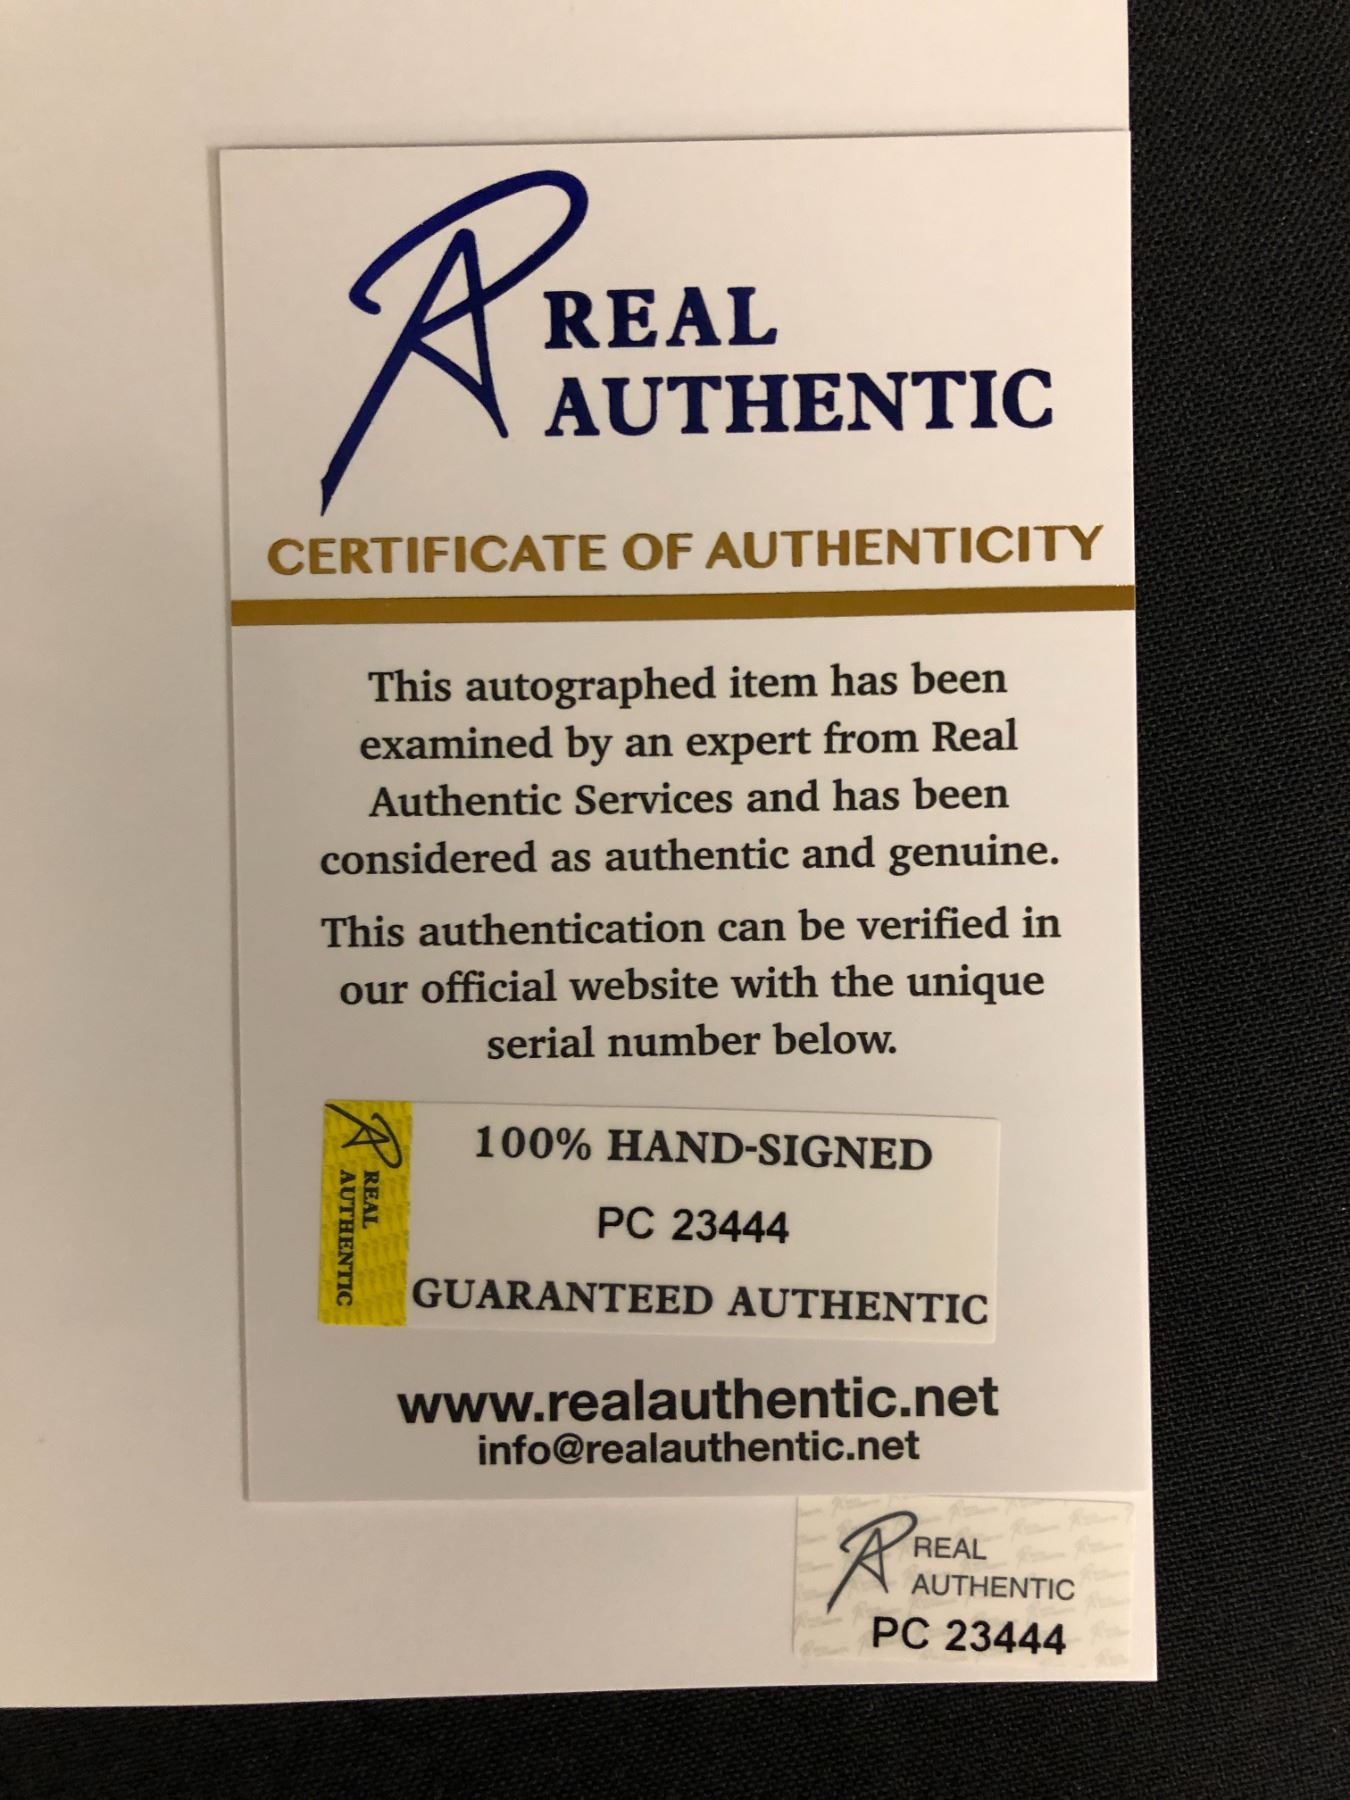 REAL
AUTHENTIC
CERTIFICATE OF AUTHENTICITY
This autographed item has been
examined by an expert from Real
Authentic Services and has been
considered as authentic and genuine.
This authentication can be verified in
our official website with the unique
serial number below.
REAL
AUTHENTIC
100% HAND-SIGNED
PC 23444
GUARANTEED AUTHENTIC
www.realauthentic.net
info@realauthentic.net
REAL
AUTHENTIC
PC 23444